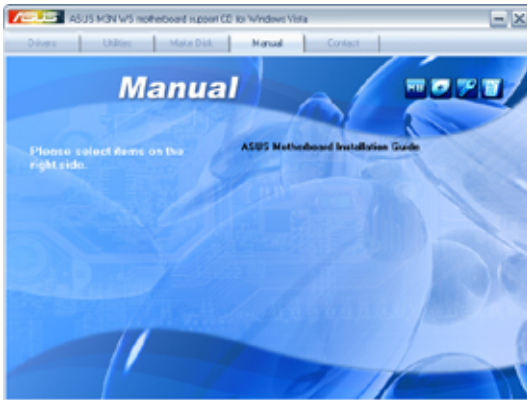 ASUS ASUS M3N WS motherboard support CD for Windows Vista
Drivers Utilities Make Disk Manual Contact
Manual
Please select items on the
right side.
ASUS Motherboard Installation Guide